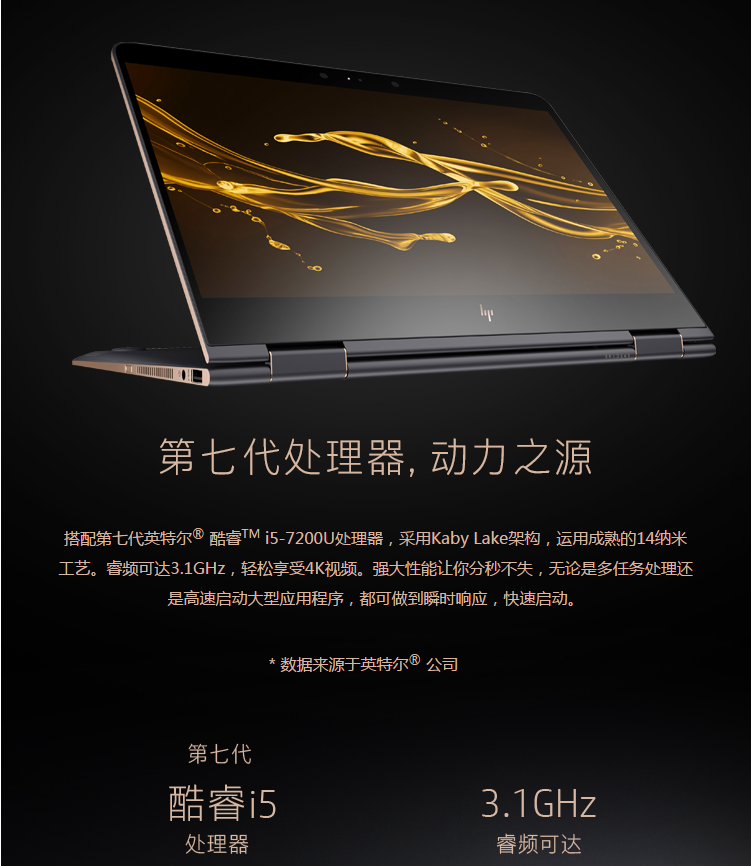 hp
第七代处理器, 动力之源
搭配第七代英特尔® 酷睿TM i5-7200U处理器，采用Kaby Lake架构，运用成熟的14纳米
工艺。睿频可达3.1GHz，轻松享受4K视频。强大性能让你分秒不失，无论是多任务处理还
是高速启动大型应用程序，都可做到瞬时响应，快速启动。
* 数据来源于英特尔® 公司
第七代
酷睿i5
处理器
3.1GHz
睿频可达